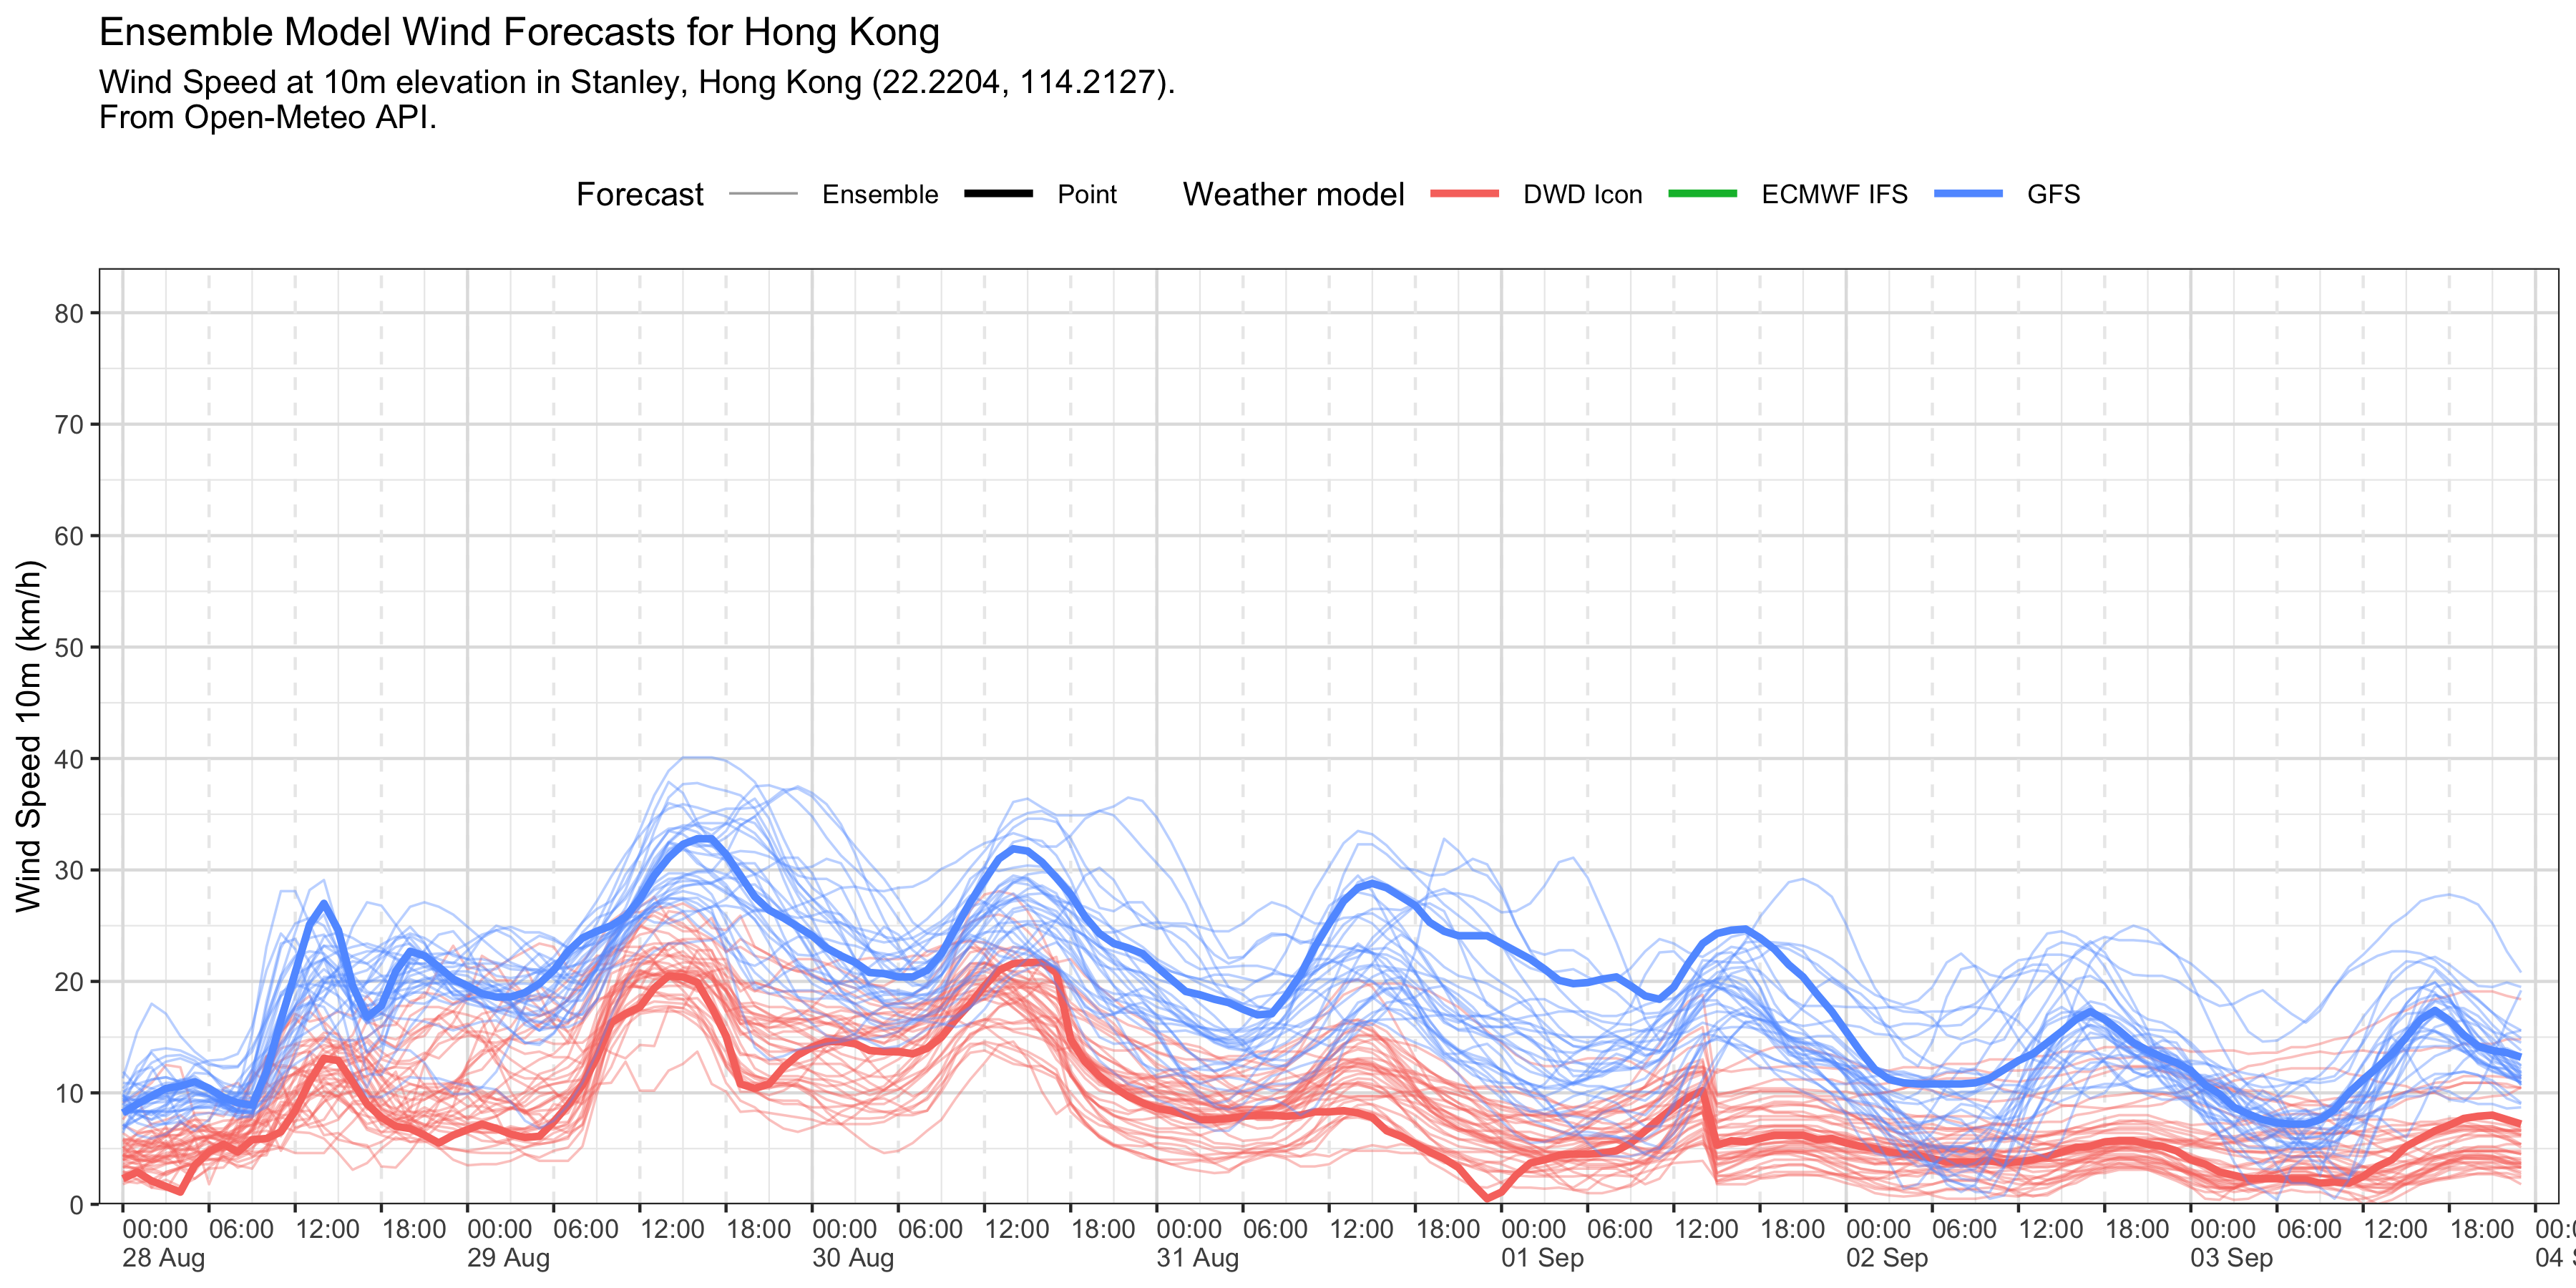 Ensemble Model Wind Forecasts for Hong Kong
Wind Speed at 10m elevation in Stanley, Hong Kong (22.2204, 114.2127).
From Open-Meteo API.
Forecast Ensemble Point Weather model DWD Icon ECMWF IFS GFS
Wind Speed 10m (km/h)
80
70
60
50
40
30
20
10
0
00:00 06:00 12:00 18:00 00:00 06:00 12:00 18:00 00:00 06:00 12:00 18:00 00:00 06:00 12:00 18:00 00:00 06:00 12:00 18:00 00:00 06:00 12:00 18:00 00:00 06:00 12:00 18:00
28 Aug 29 Aug 30 Aug 31 Aug 01 Sep 02 Sep 03 Sep 04